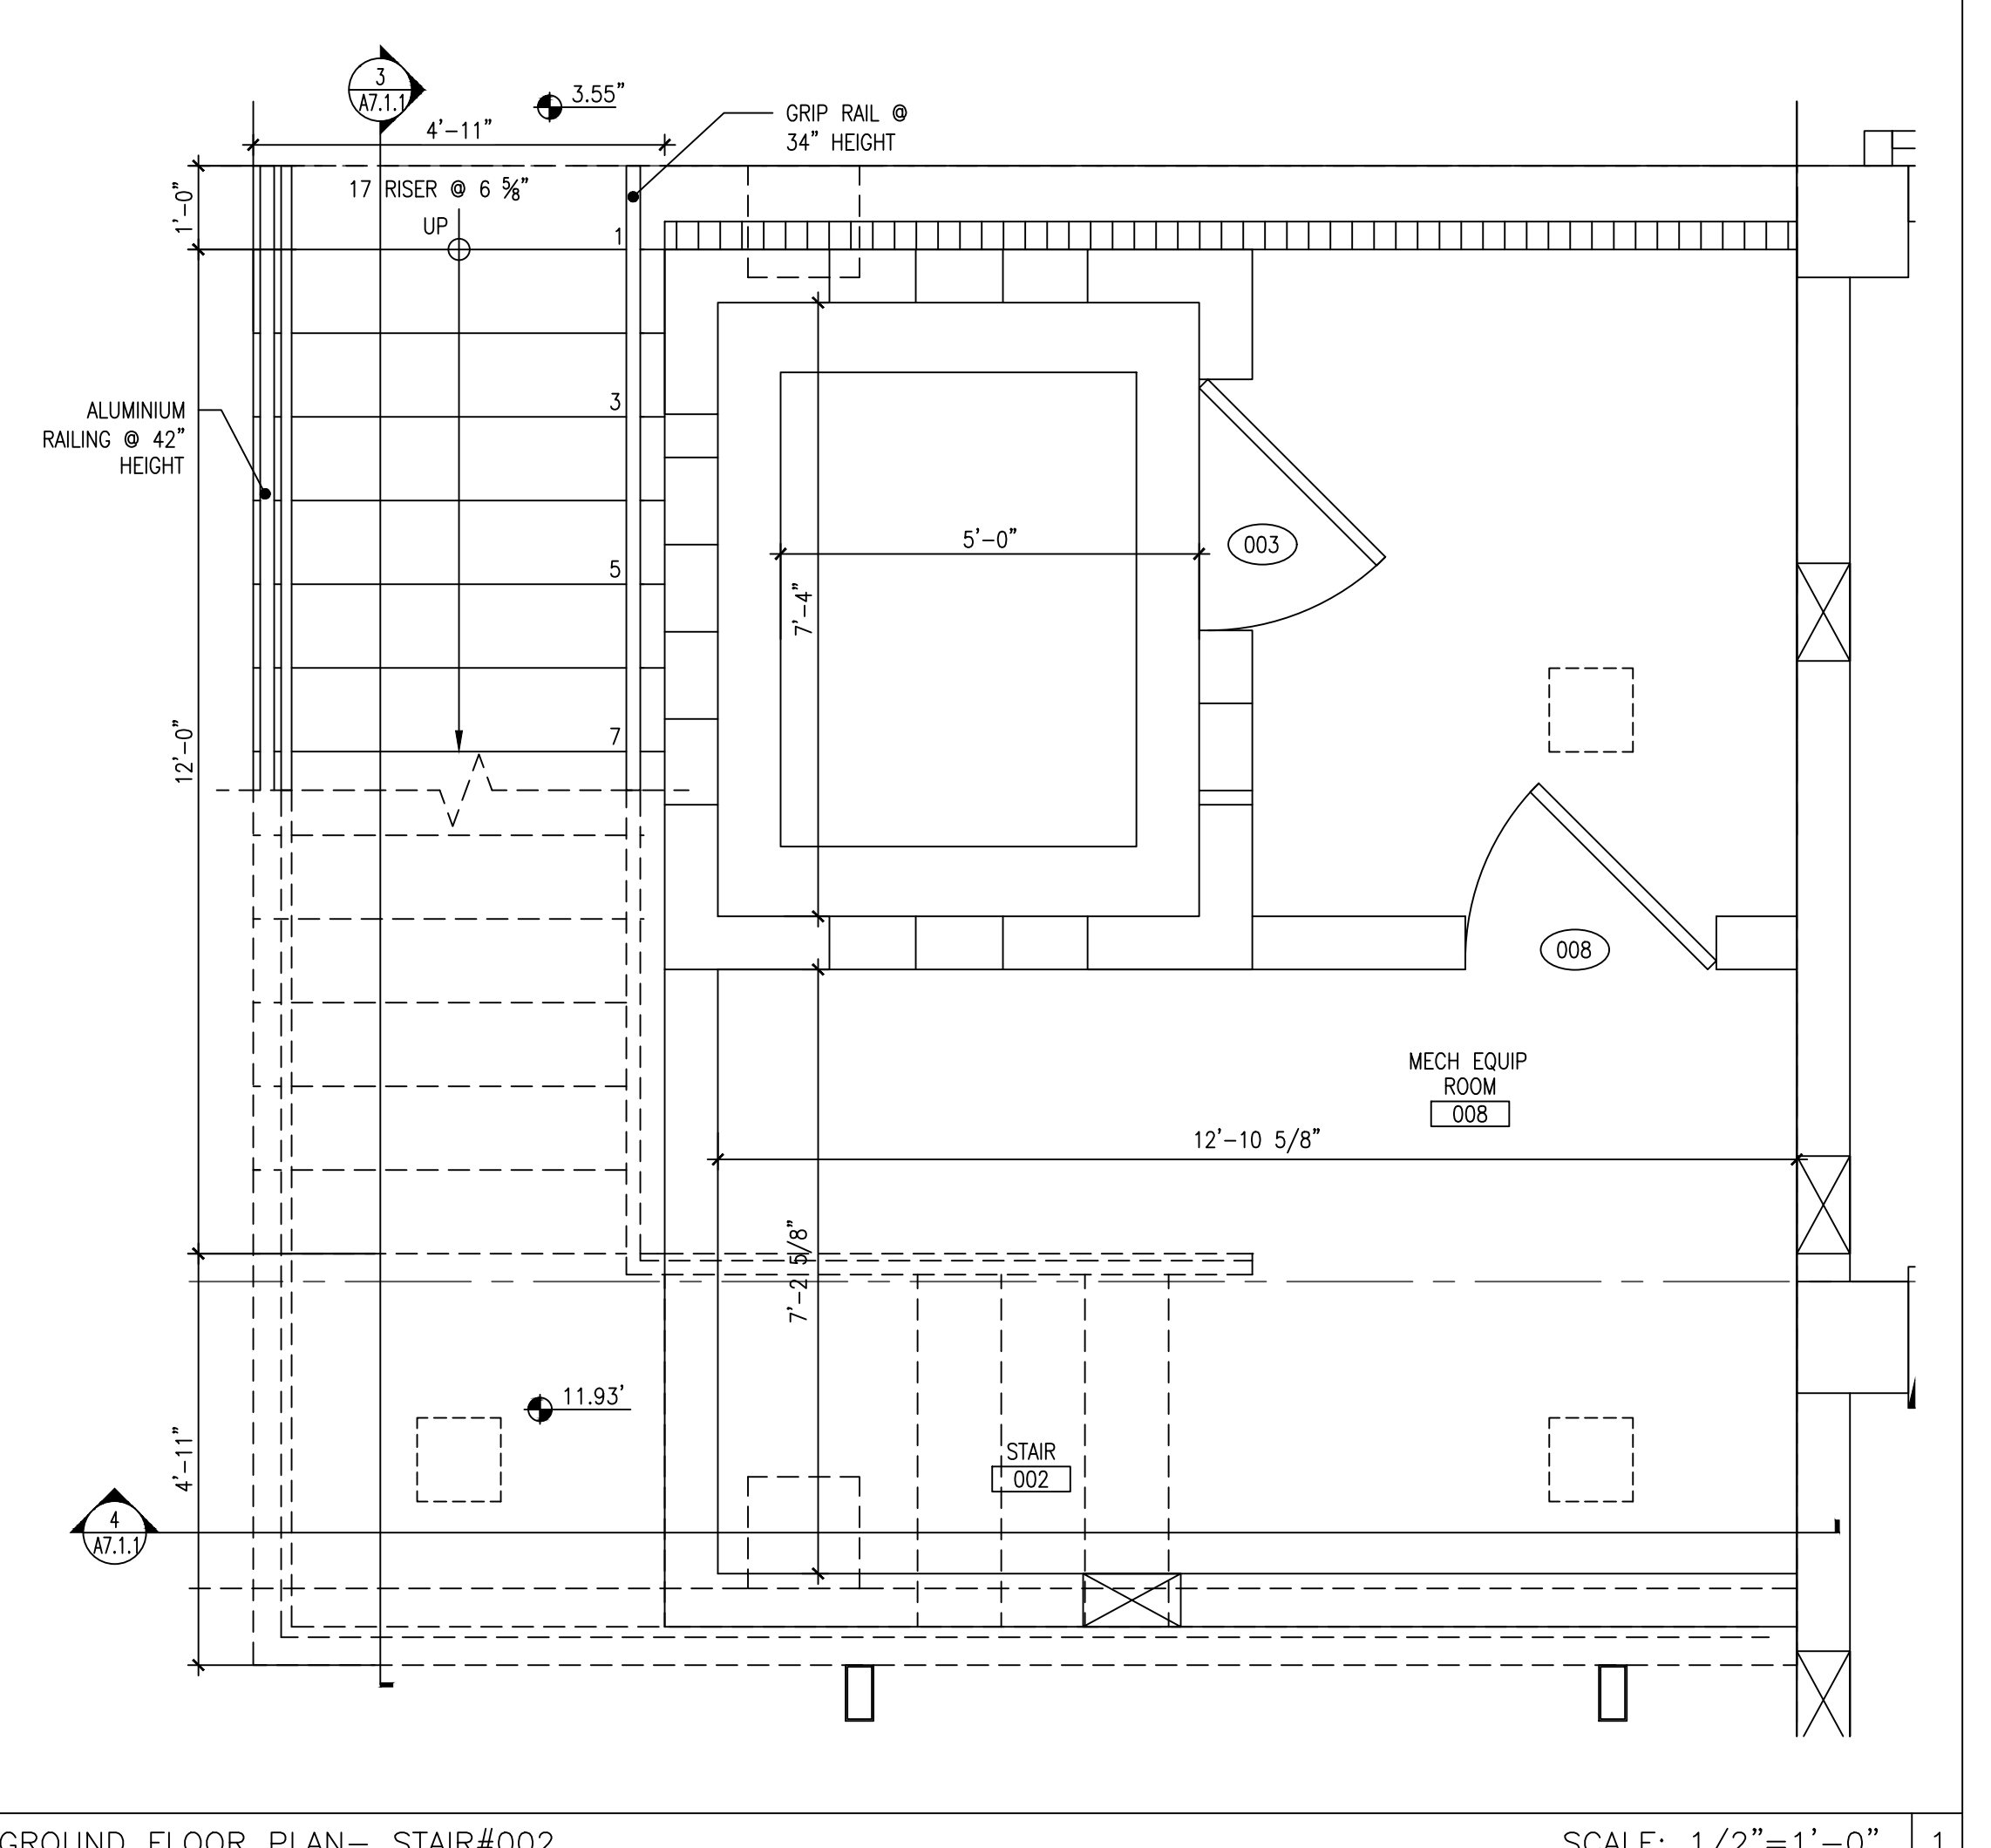 3
A7.1.1
3.55”
4'-11”
GRIP RAIL @
34” HEIGHT
1'-0”
17 RISER @ 6 ⅝”
UP
1
3
ALUMINIUM
RAILING @ 42”
HEIGHT
5'-0”
003
5
7'-4”
7
12'-0”
008
MECH EQUIP
ROOM
008
12'-10 5/8”
7'-2 5/8”
11.93'
4'-11”
STAIR
002
4
A7.1.1
GROUND FLOOR PLAN- STAIR#002
SCALE: 1/2”=1'-0”
1